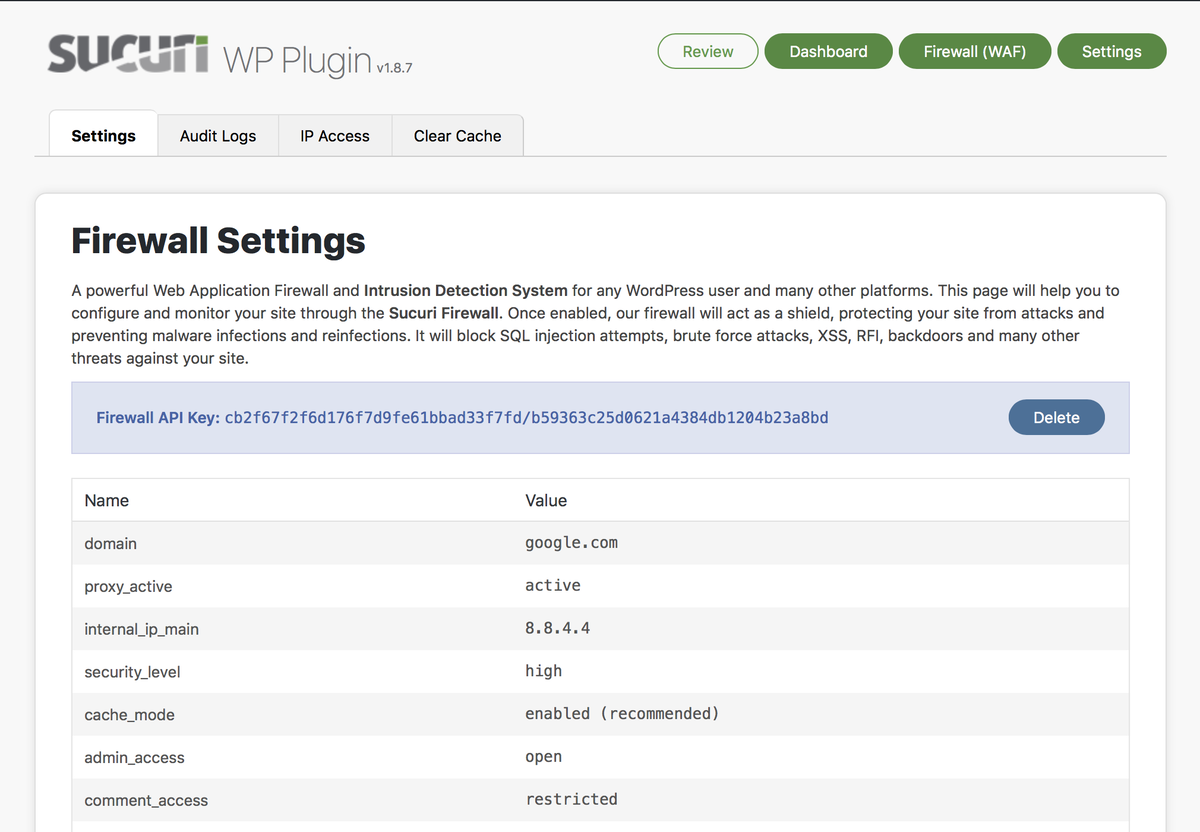 SUCURI WP Plugin v1.8.7
Review
Dashboard
Firewall (WAF)
Settings
Settings
Audit Logs
IP Access
Clear Cache
Firewall Settings
A powerful Web Application Firewall and Intrusion Detection System for any WordPress user and many other platforms. This page will help you to
configure and monitor your site through the Sucuri Firewall. Once enabled, our firewall will act as a shield, protecting your site from attacks and
preventing malware infections and reinfections. It will block SQL injection attempts, brute force attacks, XSS, RFI, backdoors and many other
threats against your site.
Firewall API Key: cb2f67f2f6d176f7d9fe61bbad33f7fd/b59363c25d0621a4384db1204b23a8bd
Delete
Name Value
domain google.com
proxy_active active
internal_ip_main 8.8.4.4
security_level high
cache_mode enabled (recommended)
admin_access open
comment_access restricted